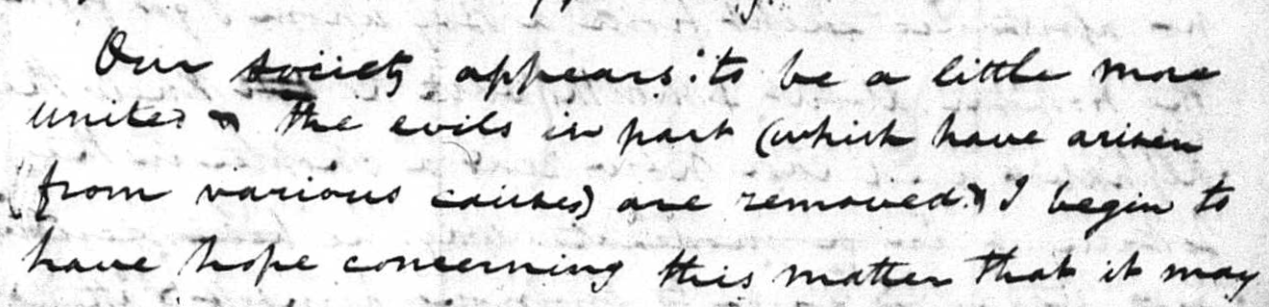 Our society appears to be a little more
united & the evils in part (which have arisen
from various causes) are removed & I begin to
have hope concerning this matter that it may